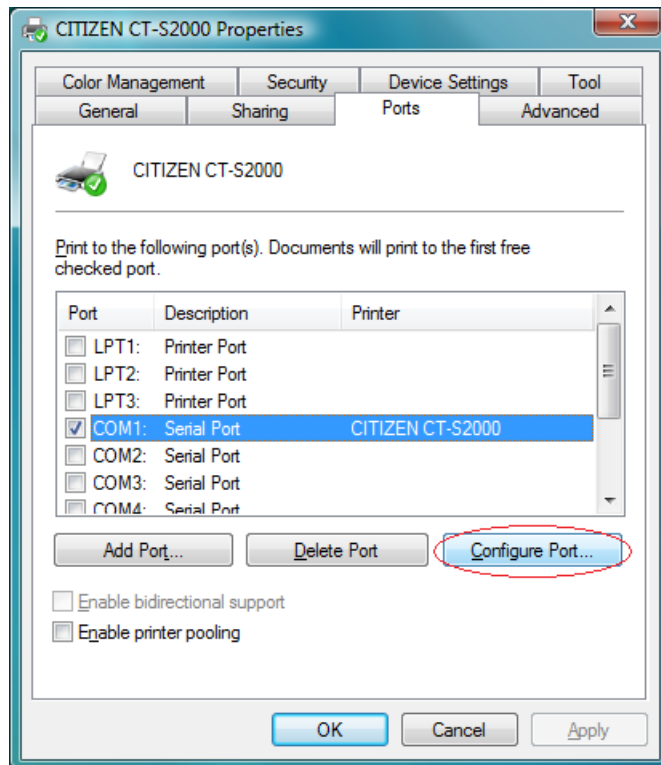 CITIZEN CT-S2000 Properties
Color Management Security Device Settings Tool
General Sharing Ports Advanced
CITIZEN CT-S2000
Print to the following port(s). Documents will print to the first free
checked port.
Port Description Printer
LPT1: Printer Port
LPT2: Printer Port
LPT3: Printer Port
COM1: Serial Port CITIZEN CT-S2000
COM2: Serial Port
COM3: Serial Port
COM4: Serial Port
Add Port... Delete Port Configure Port...
Enable bidirectional support
Enable printer pooling
OK Cancel Apply